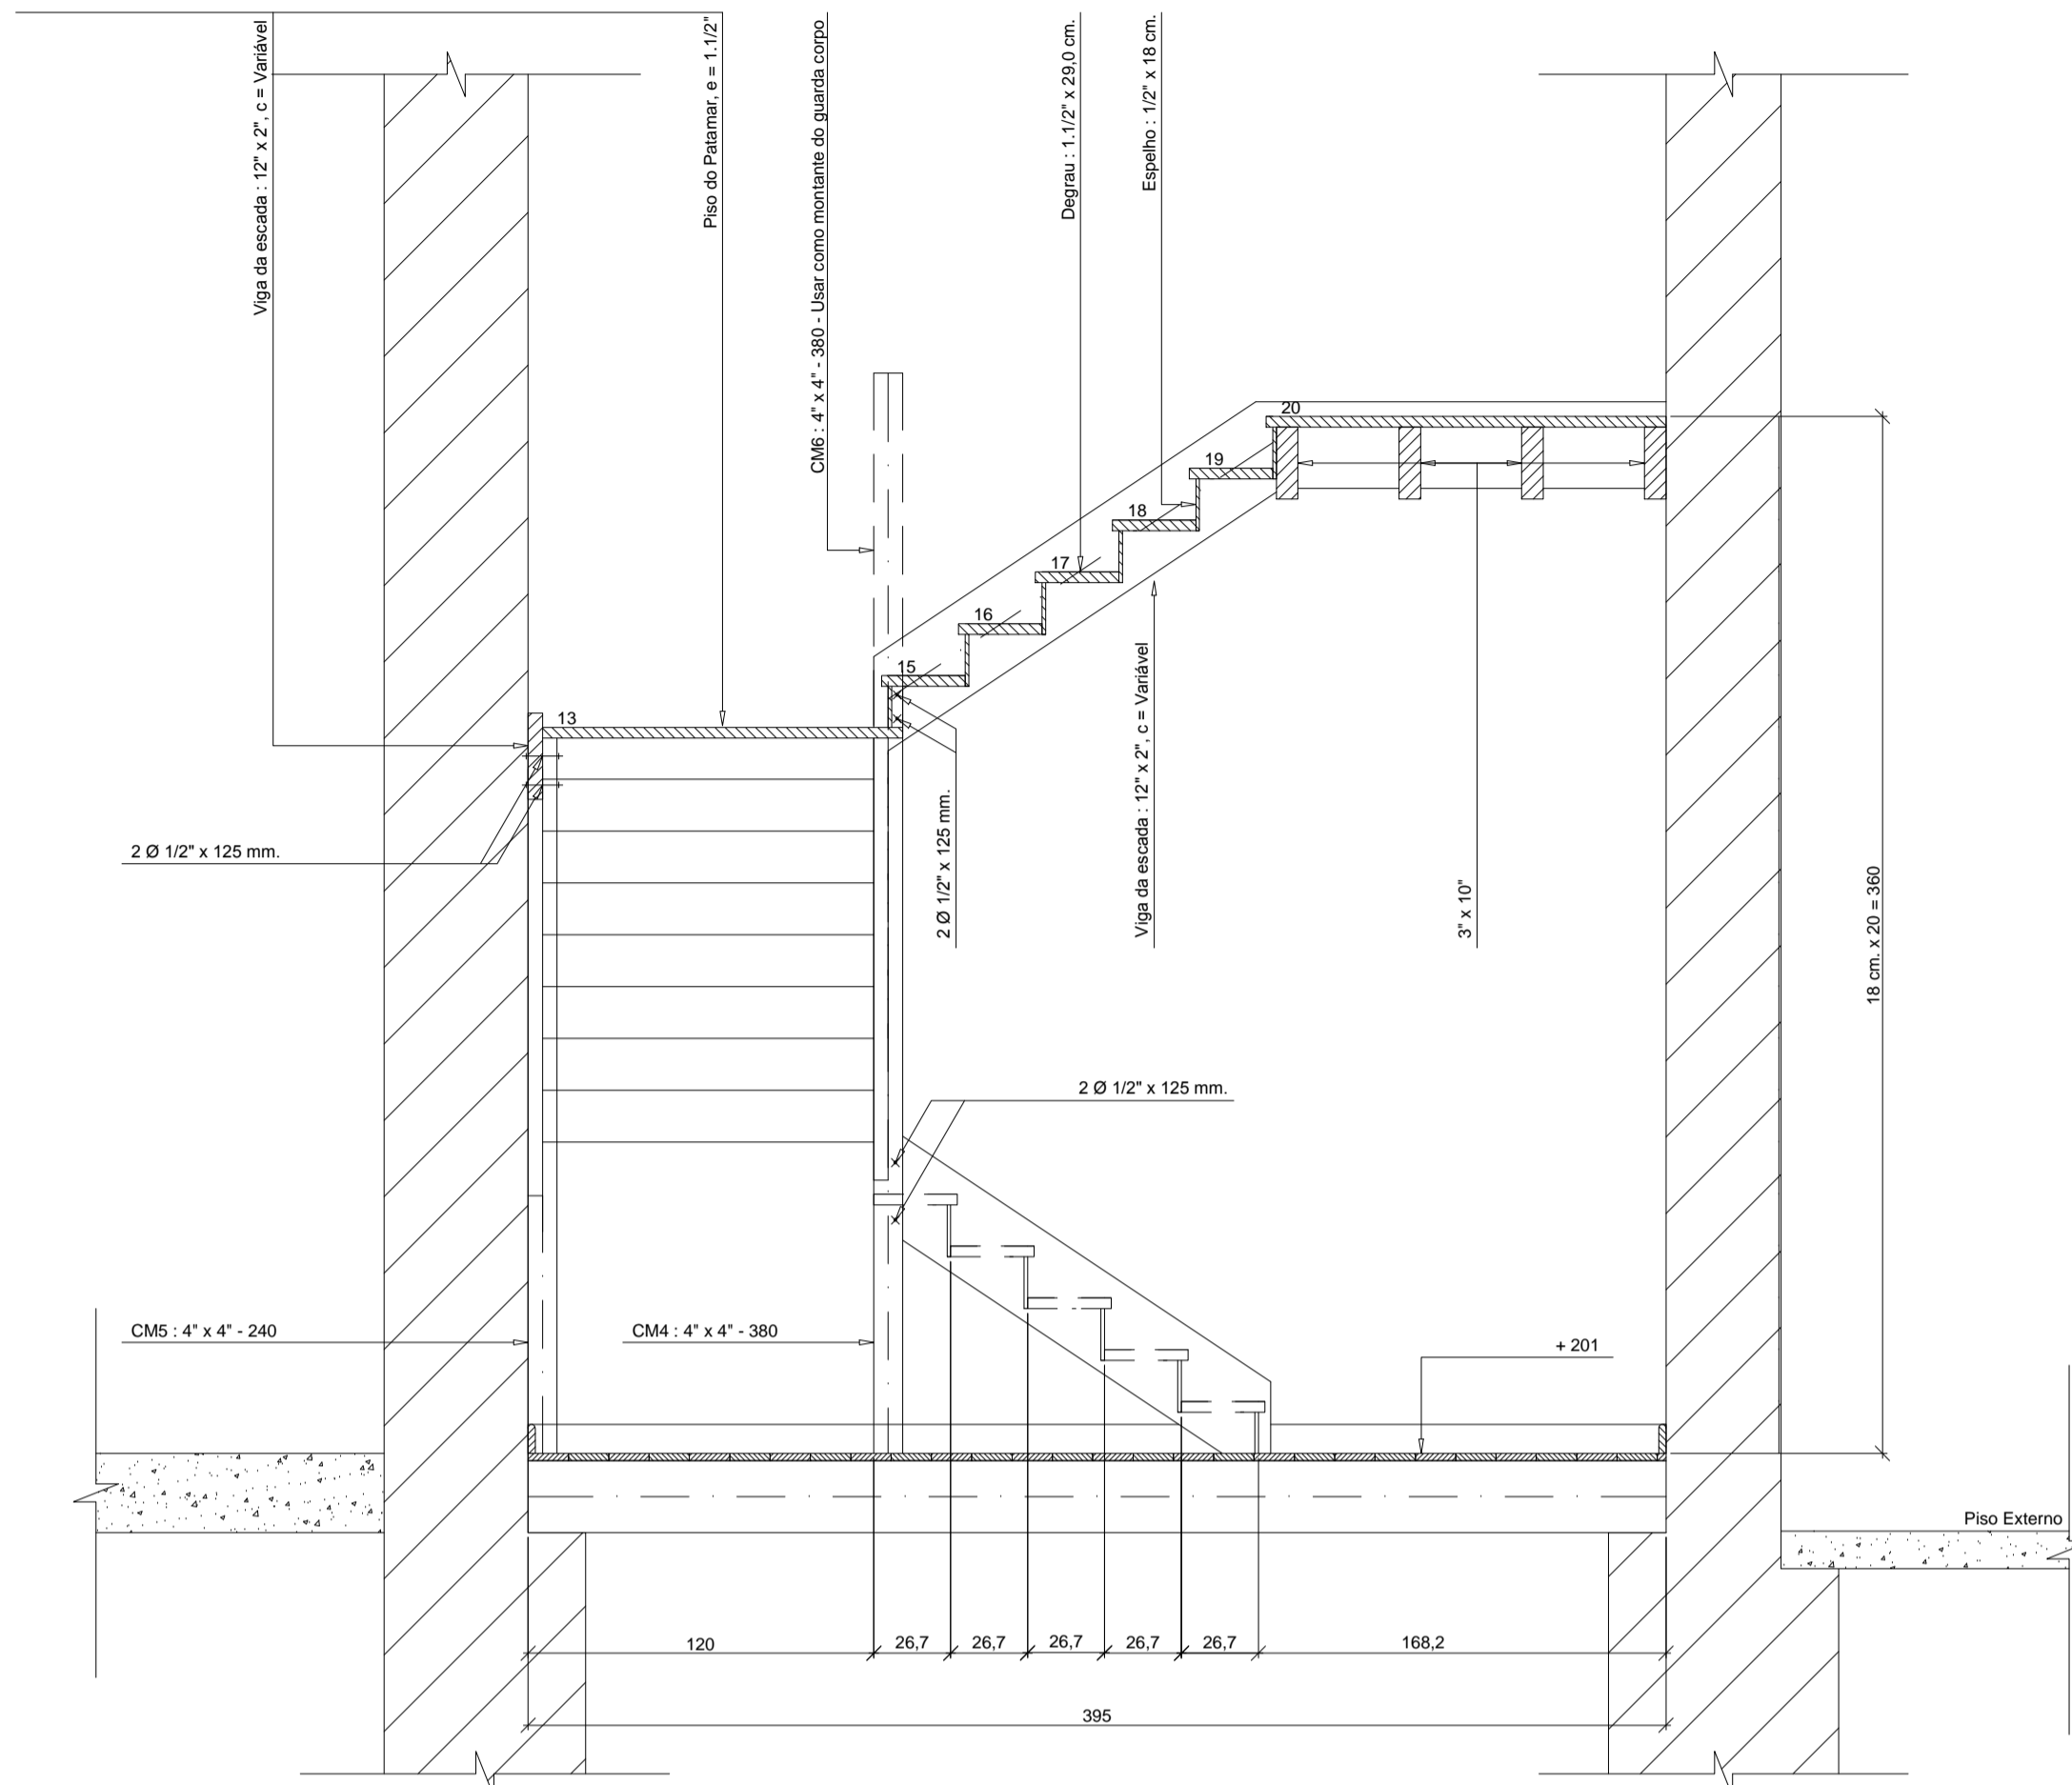 Viga da escada : 12" x 2", c = Variável
Piso do Patamar, e = 1.1/2"
CM6 : 4" x 4" - 380 - Usar como montante do guarda corpo
Degrau : 1.1/2" x 29,0 cm.
Espelho : 1/2" x 18 cm.
20
19
18
17
16
15
13
2 Ø 1/2" x 125 mm.
2 Ø 1/2" x 125 mm.
Viga da escada : 12" x 2", c = Variável
3" x 10"
18 cm. x 20 = 360
2 Ø 1/2" x 125 mm.
CM5 : 4" x 4" - 240
CM4 : 4" x 4" - 380
+ 201
Piso Externo
120
26,7
26,7
26,7
26,7
26,7
168,2
395